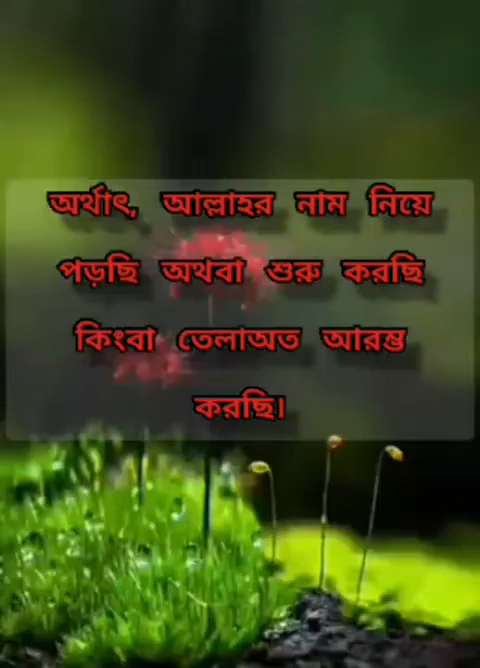 অর্থাৎ, আল্লাহর নাম নিয়ে
পড়ছি অথবা শুরু করছি
কিংবা তেলাঅত আরম্ভ
করছি।